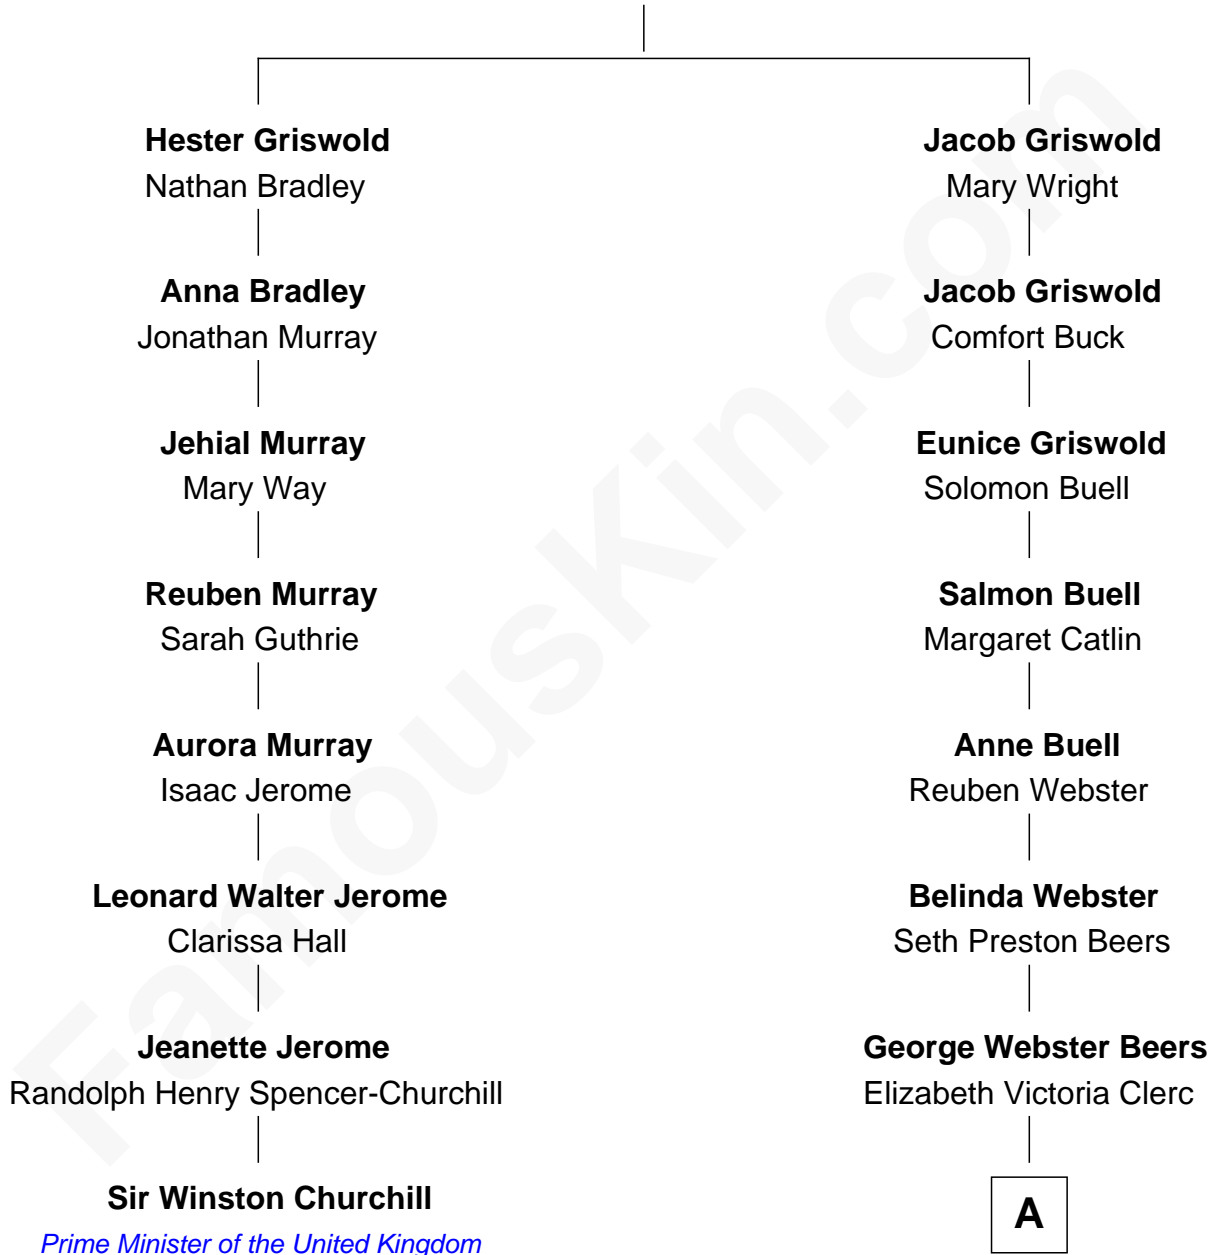 Hester Griswold
Nathan Bradley
Anna Bradley
Jonathan Murray
Jehial Murray
Mary Way
Reuben Murray
Sarah Guthrie
Aurora Murray
Isaac Jerome
Leonard Walter Jerome
Clarissa Hall
Jeanette Jerome
Randolph Henry Spencer-Churchill
Sir Winston Churchill
Prime Minister of the United Kingdom
Jacob Griswold
Mary Wright
Jacob Griswold
Comfort Buck
Eunice Griswold
Solomon Buell
Salmon Buell
Margaret Catlin
Anne Buell
Reuben Webster
Belinda Webster
Seth Preston Beers
George Webster Beers
Elizabeth Victoria Clerc
A
FamousKin.com